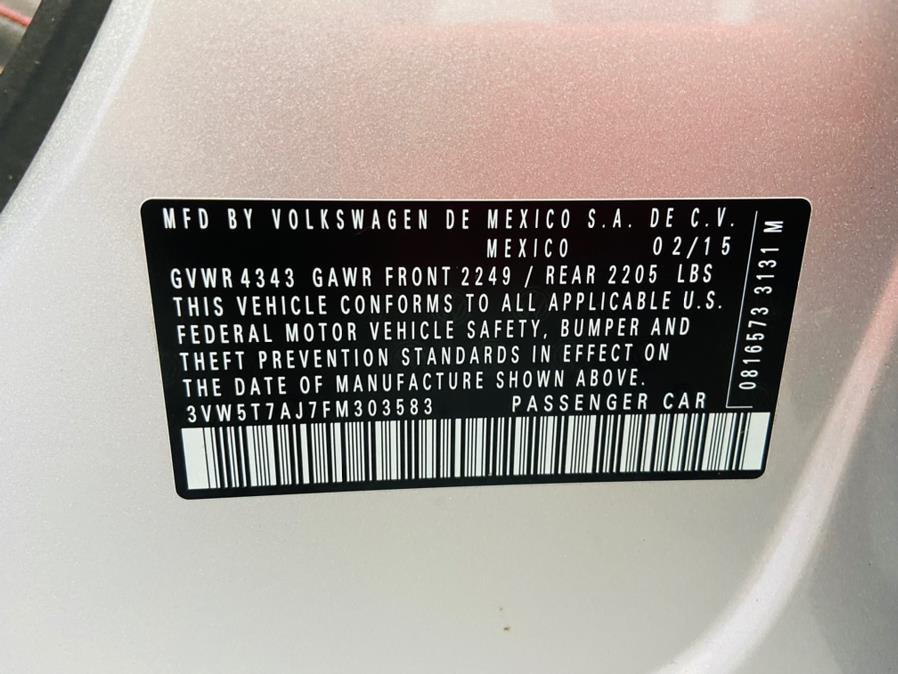 MFD BY VOLKSWAGEN DE MEXICO S.A. DE C.V.
MEXICO 02/15
GVWR 4343 GAWR FRONT 2249 / REAR 2205 LBS
THIS VEHICLE CONFORMS TO ALL APPLICABLE U.S.
FEDERAL MOTOR VEHICLE SAFETY, BUMPER AND
THEFT PREVENTION STANDARDS IN EFFECT ON
THE DATE OF MANUFACTURE SHOWN ABOVE.
3VW5T7AJ7FM303583 PASSENGER CAR
0816573 3131 M